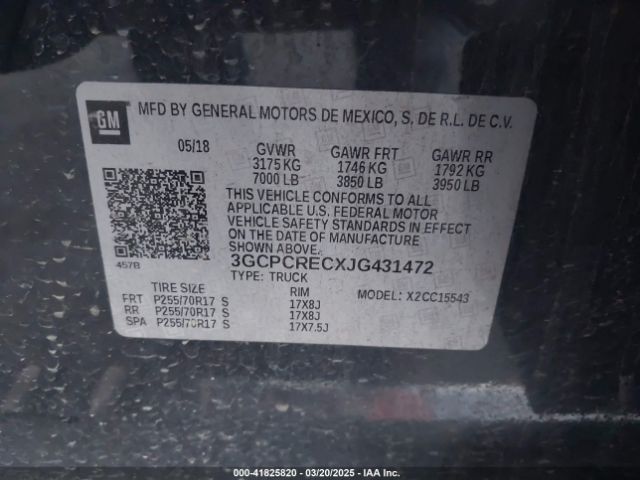 GM
MFD BY GENERAL MOTORS DE MEXICO, S. DE R.L. DE C.V.
05/18 GVWR GAWR FRT GAWR RR
3175 KG 1746 KG 1792 KG
7000 LB 3850 LB 3950 LB
THIS VEHICLE CONFORMS TO ALL
APPLICABLE U.S. FEDERAL MOTOR
VEHICLE SAFETY STANDARDS IN EFFECT
ON THE DATE OF MANUFACTURE
SHOWN ABOVE.
457B
3GCPCRECXJG431472
TYPE: TRUCK
TIRE SIZE RIM MODEL: X2CC15543
FRT P255/70R17 S 17X8J
RR P255/70R17 S 17X8J
SPA P255/70R17 S 17X7.5J
000-41825820 — 03/20/2025 — IAA Inc.